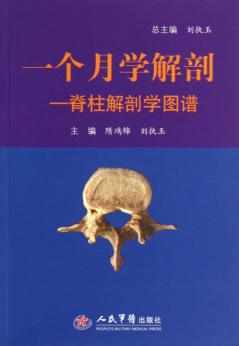 总主编 刘执玉
一个月学解剖
—脊柱解剖学图谱
主 编 隋鸿锦 刘执玉
人民军医出版社
PEOPLE'S MILITARY MEDICAL PRESS